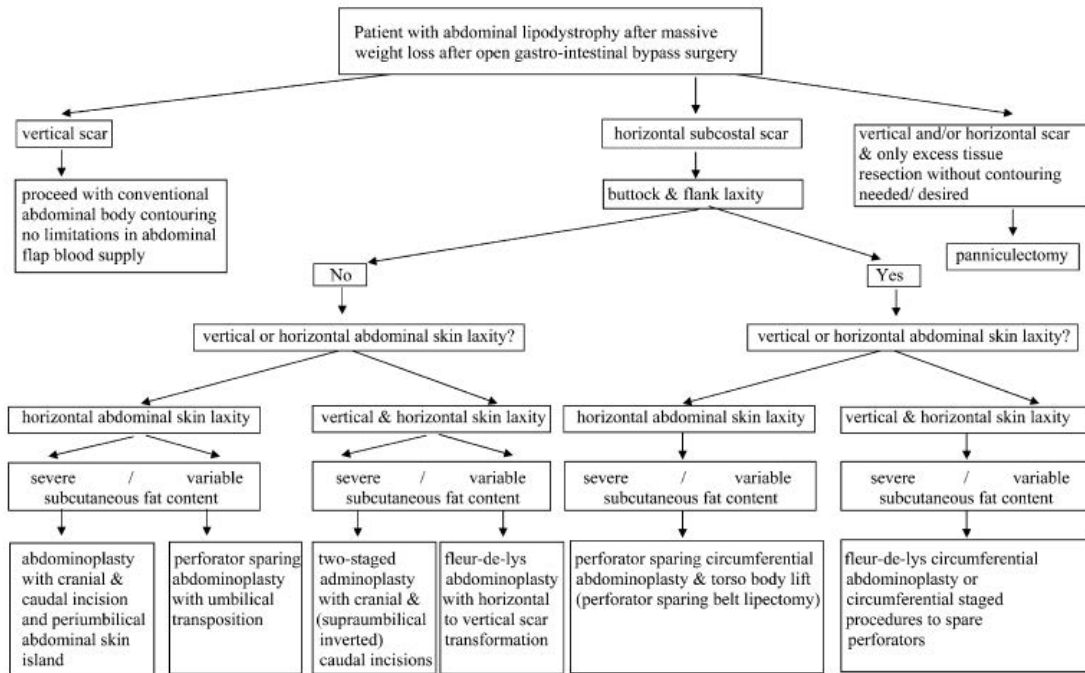 Patient with abdominal lipodystrophy after massive
weight loss after open gastro-intestinal bypass surgery
vertical scar
horizontal subcostal scar
vertical and/or horizontal scar
& only excess tissue
resection without contouring
needed/ desired
proceed with conventional
abdominal body contouring
no limitations in abdominal
flap blood supply
buttock & flank laxity
panniculectomy
No
Yes
vertical or horizontal abdominal skin laxity?
vertical or horizontal abdominal skin laxity?
horizontal abdominal skin laxity
vertical & horizontal skin laxity
horizontal abdominal skin laxity
vertical & horizontal skin laxity
severe / variable
subcutaneous fat content
severe / variable
subcutaneous fat content
severe / variable
subcutaneous fat content
severe / variable
subcutaneous fat content
abdominoplasty
with cranial &
caudal incision
and periumbilical
abdominal skin
island
perforator sparing
abdominoplasty
with umbilical
transposition
two-staged
adminoplasty
with cranial &
(supraumbilical
inverted)
caudal incisions
fleur-de-lys
abdominoplasty
with horizontal
to vertical scar
transformation
perforator sparing circumferential
abdominoplasty & torso body lift
(perforator sparing belt lipectomy)
fleur-de-lys circumferential
abdominoplasty or
circumferential staged
procedures to spare
perforators